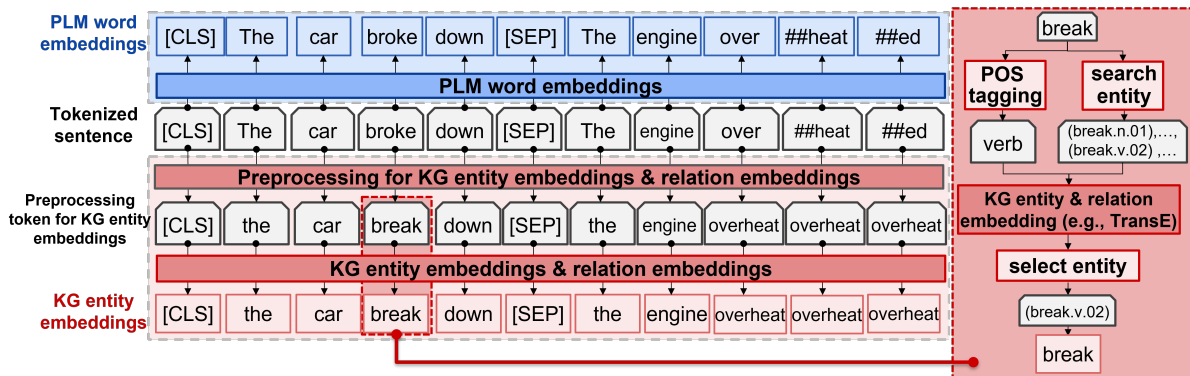 PLM word
embeddings
[CLS] The car broke down [SEP] The engine over ##heat ##ed
PLM word embeddings
Tokenized
sentence
[CLS] The car broke down [SEP] The engine over ##heat ##ed
Preprocessing for KG entity embeddings & relation embeddings
Preprocessing
token for KG entity
embeddings
[CLS] the car break down [SEP] the engine overheat overheat overheat
KG entity embeddings & relation embeddings
KG entity
embeddings
[CLS] the car break down [SEP] the engine overheat overheat overheat
break
POS
tagging
search
entity
verb
(break.n.01),...,
(break.v.02) ,...
KG entity & relation
embedding (e.g., TransE)
select entity
(break.v.02)
break